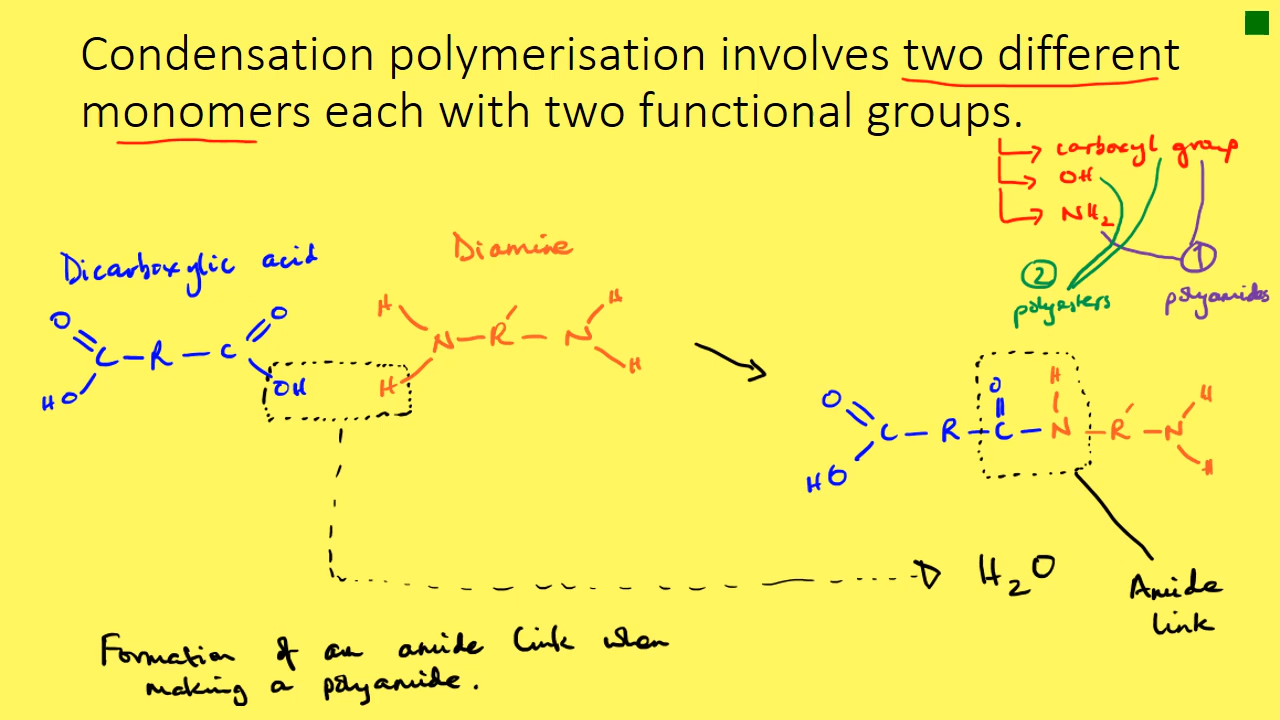 Condensation polymerisation involves two different
monomers each with two functional groups.
carboxyl group
OH
NH₂
① polyamides
② polyesters
Dicarboxylic acid
Diamine
O O
C – R – C
HO OH
H H
N – R′ – N
H H
O O H H
C – R – C – N – R′ – N
HO H
H₂O
Amide
link
Formation of an amide link when
making a polyamide.